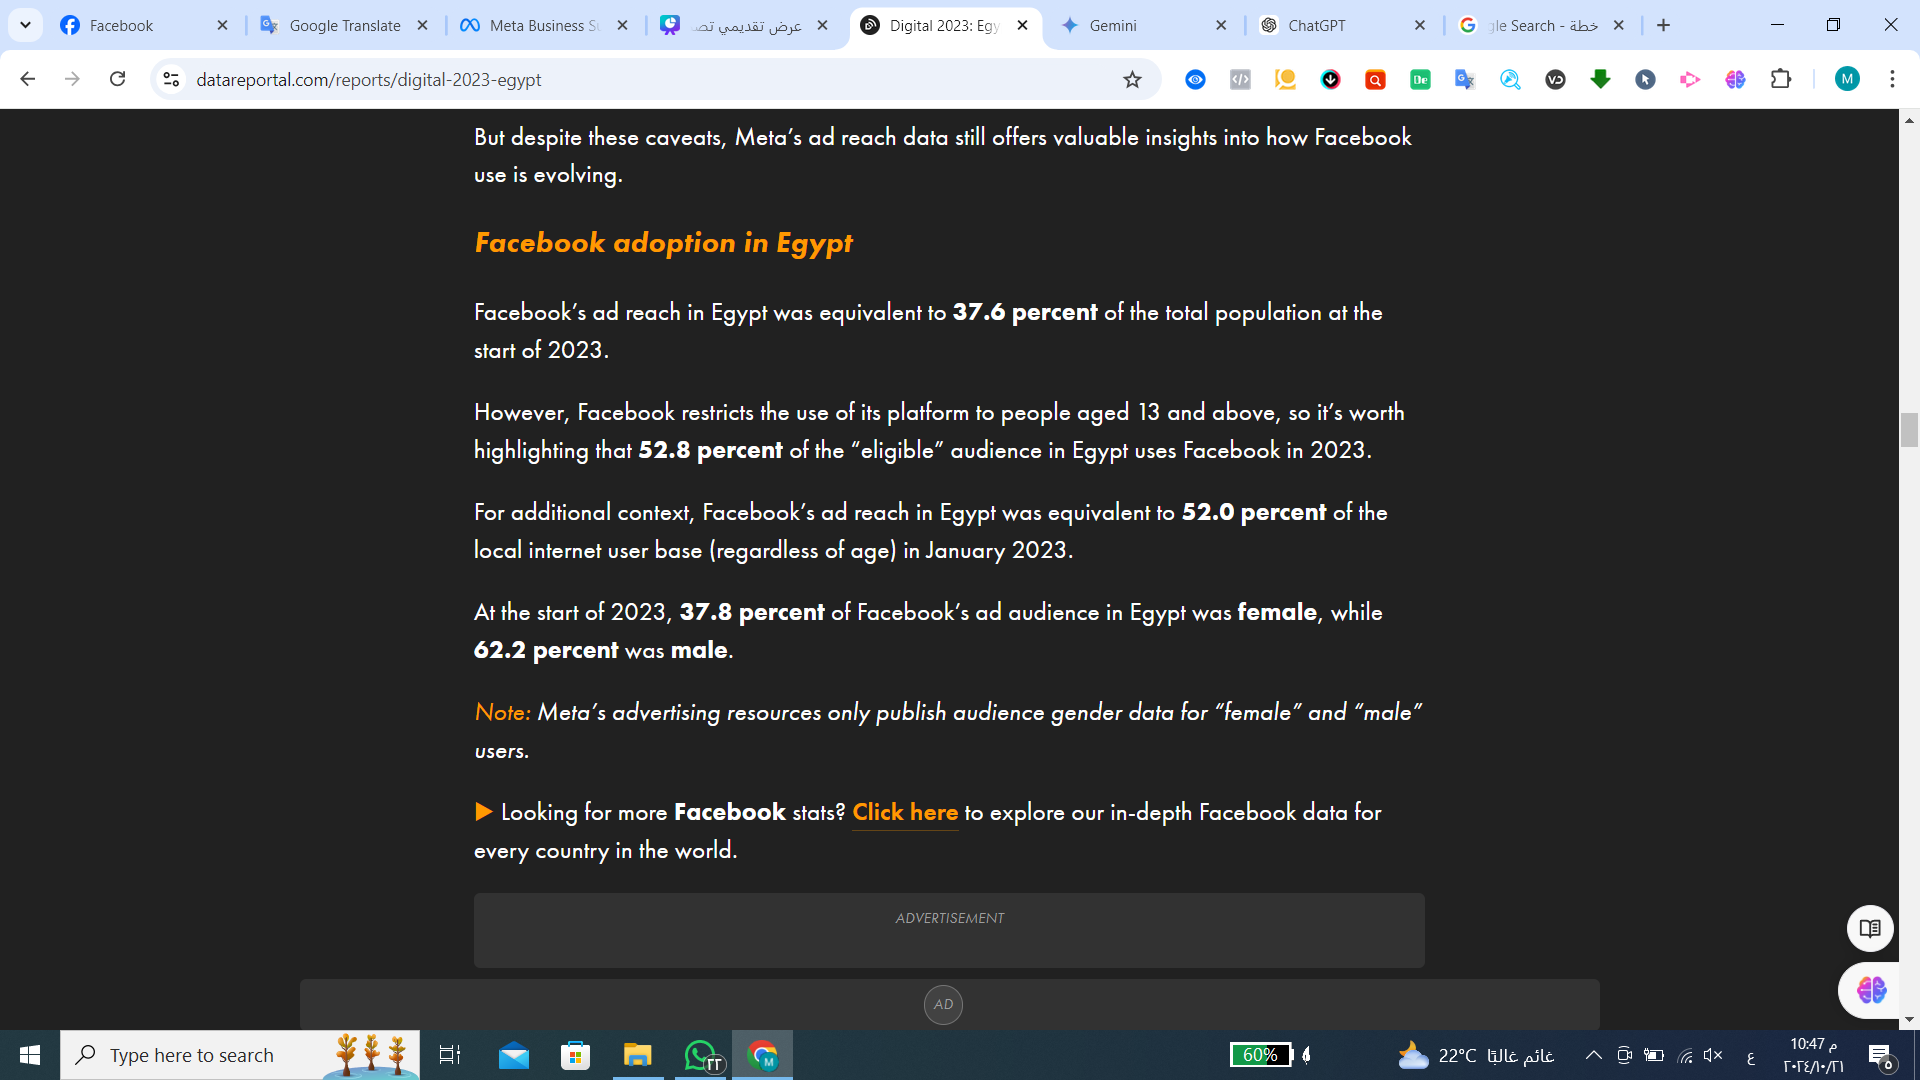 Facebook
Google Translate
Meta Business Su
عرض تقديمي تصـ
Digital 2023: Egy
Gemini
ChatGPT
gle Search - خطة
datareportal.com/reports/digital-2023-egypt
M
But despite these caveats, Meta’s ad reach data still offers valuable insights into how Facebook
use is evolving.
Facebook adoption in Egypt
Facebook’s ad reach in Egypt was equivalent to 37.6 percent of the total population at the
start of 2023.
However, Facebook restricts the use of its platform to people aged 13 and above, so it’s worth
highlighting that 52.8 percent of the “eligible” audience in Egypt uses Facebook in 2023.
For additional context, Facebook’s ad reach in Egypt was equivalent to 52.0 percent of the
local internet user base (regardless of age) in January 2023.
At the start of 2023, 37.8 percent of Facebook’s ad audience in Egypt was female, while
62.2 percent was male.
Note: Meta’s advertising resources only publish audience gender data for “female” and “male”
users.
▶ Looking for more Facebook stats? Click here to explore our in-depth Facebook data for
every country in the world.
ADVERTISEMENT
AD
Type here to search
٢٢
M
60%
22°C غائم غالبًا
ع
10:47 م
٢٠٢٤/١٠/٢١
٥